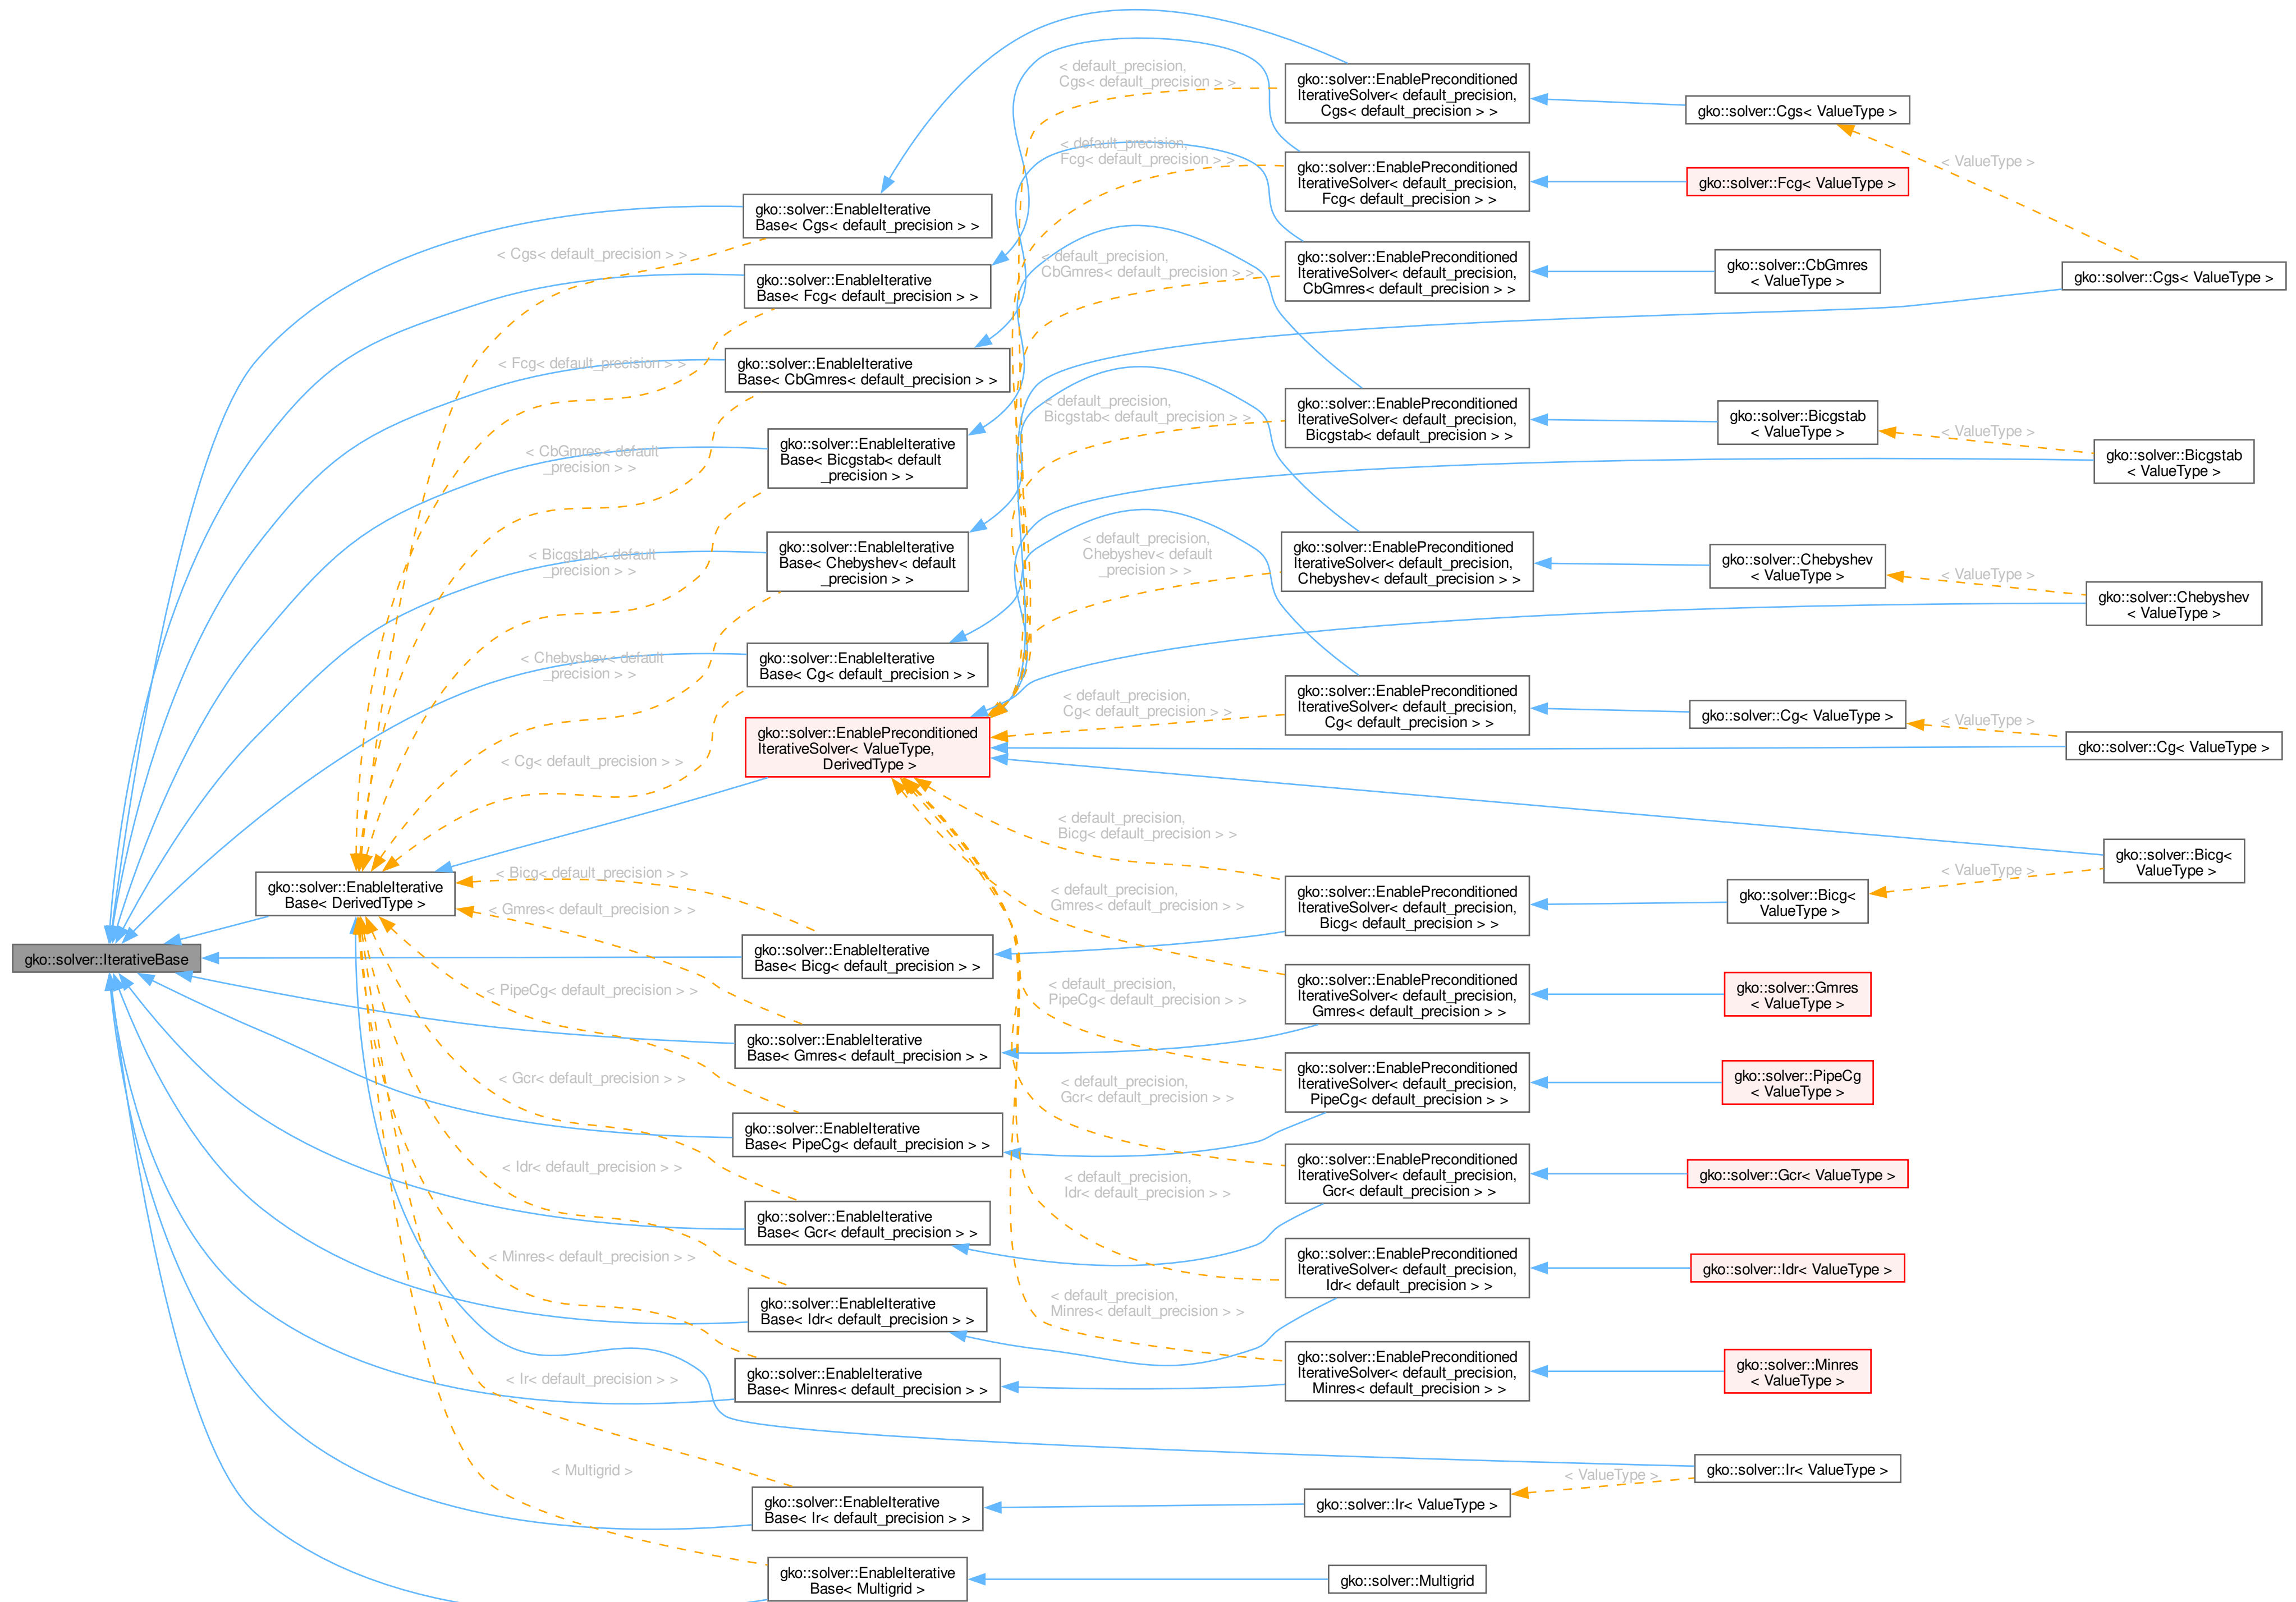 gko::solver::IterativeBase
gko::solver::EnableIterative
Base< DerivedType >
< Cgs< default_precision > >
< Fcg< default_precision > >
< CbGmres< default
_precision > >
< Bicgstab< default
_precision > >
< Chebyshev< default
_precision > >
< Cg< default_precision > >
< Bicg< default_precision > >
< Gmres< default_precision > >
< PipeCg< default_precision > >
< Gcr< default_precision > >
< Idr< default_precision > >
< Minres< default_precision > >
< Ir< default_precision > >
< Multigrid >
gko::solver::EnableIterative
Base< Cgs< default_precision > >
gko::solver::EnableIterative
Base< Fcg< default_precision > >
gko::solver::EnableIterative
Base< CbGmres< default_precision > >
gko::solver::EnableIterative
Base< Bicgstab< default
_precision > >
gko::solver::EnableIterative
Base< Chebyshev< default
_precision > >
gko::solver::EnableIterative
Base< Cg< default_precision > >
gko::solver::EnablePreconditioned
IterativeSolver< ValueType,
DerivedType >
gko::solver::EnableIterative
Base< Bicg< default_precision > >
gko::solver::EnableIterative
Base< Gmres< default_precision > >
gko::solver::EnableIterative
Base< PipeCg< default_precision > >
gko::solver::EnableIterative
Base< Gcr< default_precision > >
gko::solver::EnableIterative
Base< Idr< default_precision > >
gko::solver::EnableIterative
Base< Minres< default_precision > >
gko::solver::EnableIterative
Base< Ir< default_precision > >
gko::solver::EnableIterative
Base< Multigrid >
< default_precision,
Cgs< default_precision > >
< default_precision,
Fcg< default_precision > >
< default_precision,
CbGmres< default_precision > >
< default_precision,
Bicgstab< default_precision > >
< default_precision,
Chebyshev< default
_precision > >
< default_precision,
Cg< default_precision > >
< default_precision,
Bicg< default_precision > >
< default_precision,
Gmres< default_precision > >
< default_precision,
PipeCg< default_precision > >
< default_precision,
Gcr< default_precision > >
< default_precision,
Idr< default_precision > >
< default_precision,
Minres< default_precision > >
gko::solver::EnablePreconditioned
IterativeSolver< default_precision,
Cgs< default_precision > >
gko::solver::EnablePreconditioned
IterativeSolver< default_precision,
Fcg< default_precision > >
gko::solver::EnablePreconditioned
IterativeSolver< default_precision,
CbGmres< default_precision > >
gko::solver::EnablePreconditioned
IterativeSolver< default_precision,
Bicgstab< default_precision > >
gko::solver::EnablePreconditioned
IterativeSolver< default_precision,
Chebyshev< default_precision > >
gko::solver::EnablePreconditioned
IterativeSolver< default_precision,
Cg< default_precision > >
gko::solver::EnablePreconditioned
IterativeSolver< default_precision,
Bicg< default_precision > >
gko::solver::EnablePreconditioned
IterativeSolver< default_precision,
Gmres< default_precision > >
gko::solver::EnablePreconditioned
IterativeSolver< default_precision,
PipeCg< default_precision > >
gko::solver::EnablePreconditioned
IterativeSolver< default_precision,
Gcr< default_precision > >
gko::solver::EnablePreconditioned
IterativeSolver< default_precision,
Idr< default_precision > >
gko::solver::EnablePreconditioned
IterativeSolver< default_precision,
Minres< default_precision > >
gko::solver::Ir< ValueType >
gko::solver::Multigrid
gko::solver::Cgs< ValueType >
gko::solver::Fcg< ValueType >
gko::solver::CbGmres
< ValueType >
gko::solver::Bicgstab
< ValueType >
gko::solver::Chebyshev
< ValueType >
gko::solver::Cg< ValueType >
gko::solver::Bicg<
ValueType >
gko::solver::Gmres
< ValueType >
gko::solver::PipeCg
< ValueType >
gko::solver::Gcr< ValueType >
gko::solver::Idr< ValueType >
gko::solver::Minres
< ValueType >
< ValueType >
gko::solver::Ir< ValueType >
< ValueType >
< ValueType >
< ValueType >
< ValueType >
< ValueType >
gko::solver::Cgs< ValueType >
gko::solver::Bicgstab
< ValueType >
gko::solver::Chebyshev
< ValueType >
gko::solver::Cg< ValueType >
gko::solver::Bicg<
ValueType >